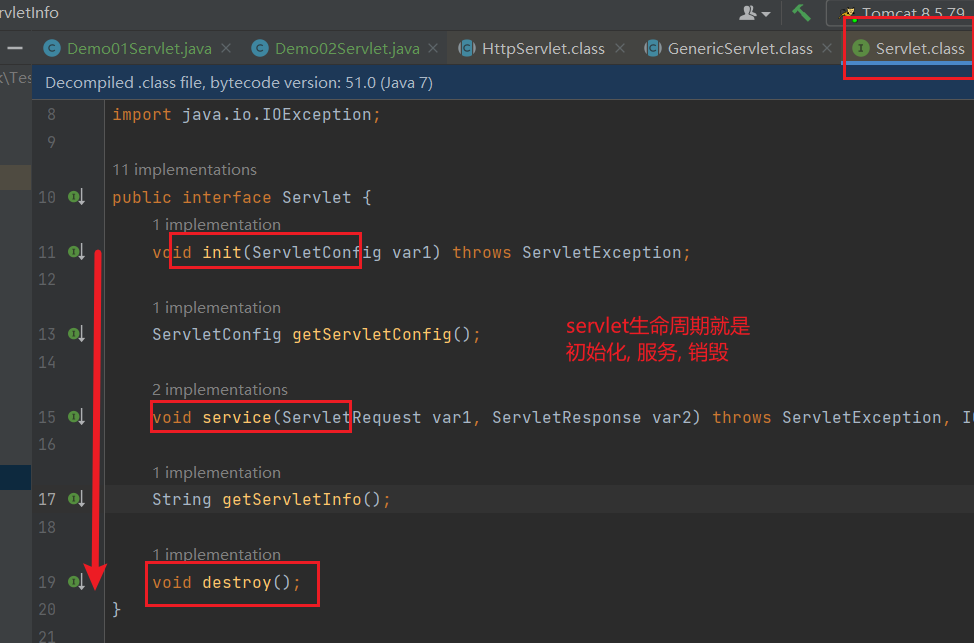 rvletInfo
Tomcat 8.5.79
Demo01Servlet.java
Demo02Servlet.java
HttpServlet.class
GenericServlet.class
Servlet.class
\Tes
Decompiled .class file, bytecode version: 51.0 (Java 7)
8 import java.io.IOException;
9
11 implementations
10 public interface Servlet {
1 implementation
11 void init(ServletConfig var1) throws ServletException;
12
1 implementation
13 ServletConfig getServletConfig();
servlet生命周期就是
14 初始化, 服务, 销毁
2 implementations
15 void service(ServletRequest var1, ServletResponse var2) throws ServletException, I
16
1 implementation
17 String getServletInfo();
18
1 implementation
19 void destroy();
20 }
21